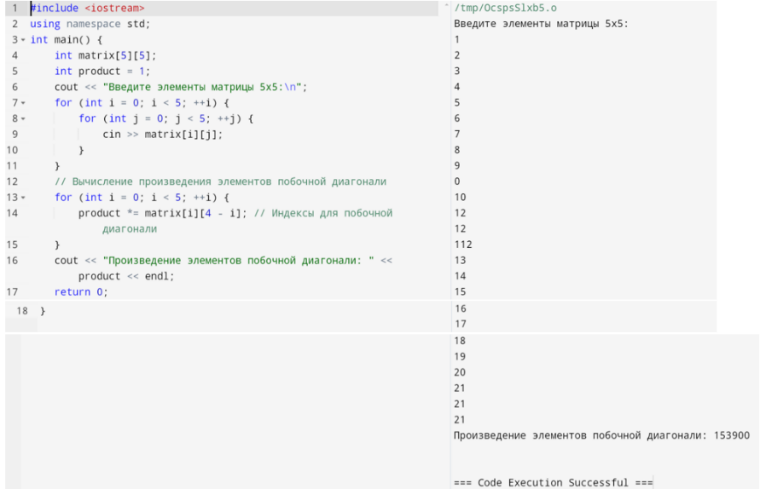 1 #include <iostream>
2 using namespace std;
3 int main() {
4 int matrix[5][5];
5 int product = 1;
6 cout << "Введите элементы матрицы 5x5:\n";
7 for (int i = 0; i < 5; ++i) {
8 for (int j = 0; j < 5; ++j) {
9 cin >> matrix[i][j];
10 }
11 }
12 // Вычисление произведения элементов побочной диагонали
13 for (int i = 0; i < 5; ++i) {
14 product *= matrix[i][4 - i]; // Индексы для побочной
диагонали
15 }
16 cout << "Произведение элементов побочной диагонали: " <<
product << endl;
17 return 0;
18 }
/tmp/OcspsSlxb5.o
Введите элементы матрицы 5x5:
1
2
3
4
5
6
7
8
9
0
10
12
12
112
13
14
15
16
17
18
19
20
21
21
21
Произведение элементов побочной диагонали: 153900
=== Code Execution Successful ===